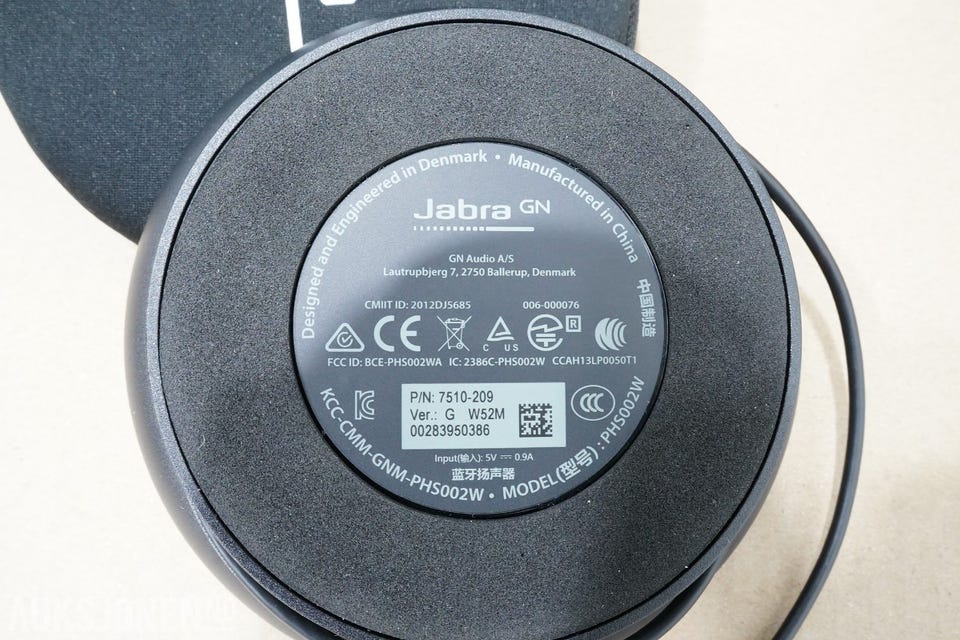 Designed and Engineered in Denmark • Manufactured in China
中国制造
Jabra GN
GN Audio A/S
Lautrupbjerg 7, 2750 Ballerup, Denmark
CMIIT ID: 2012DJ5685 006-000076
CE C US R
FCC ID: BCE-PHS002WA IC: 2386C-PHS002W CCAH13LP0050T1
P/N: 7510-209
Ver.: G W52M
00283950386
CCC
Input(输入): 5V ⎓ 0.9A
蓝牙扬声器
KCC-CMM-GNM-PHS002W • MODEL(型号): PHS002W